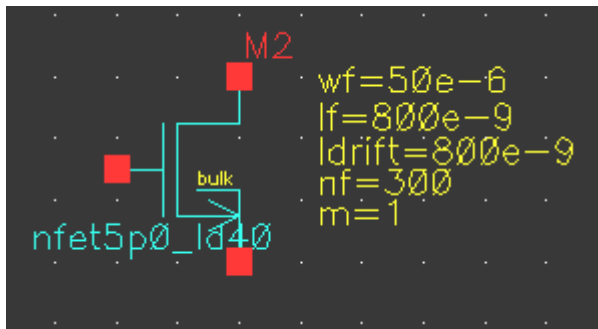 M2
wf=50e-6
lf=800e-9
ldrift=800e-9
nf=300
m=1
bulk
nfet5p0_ld40